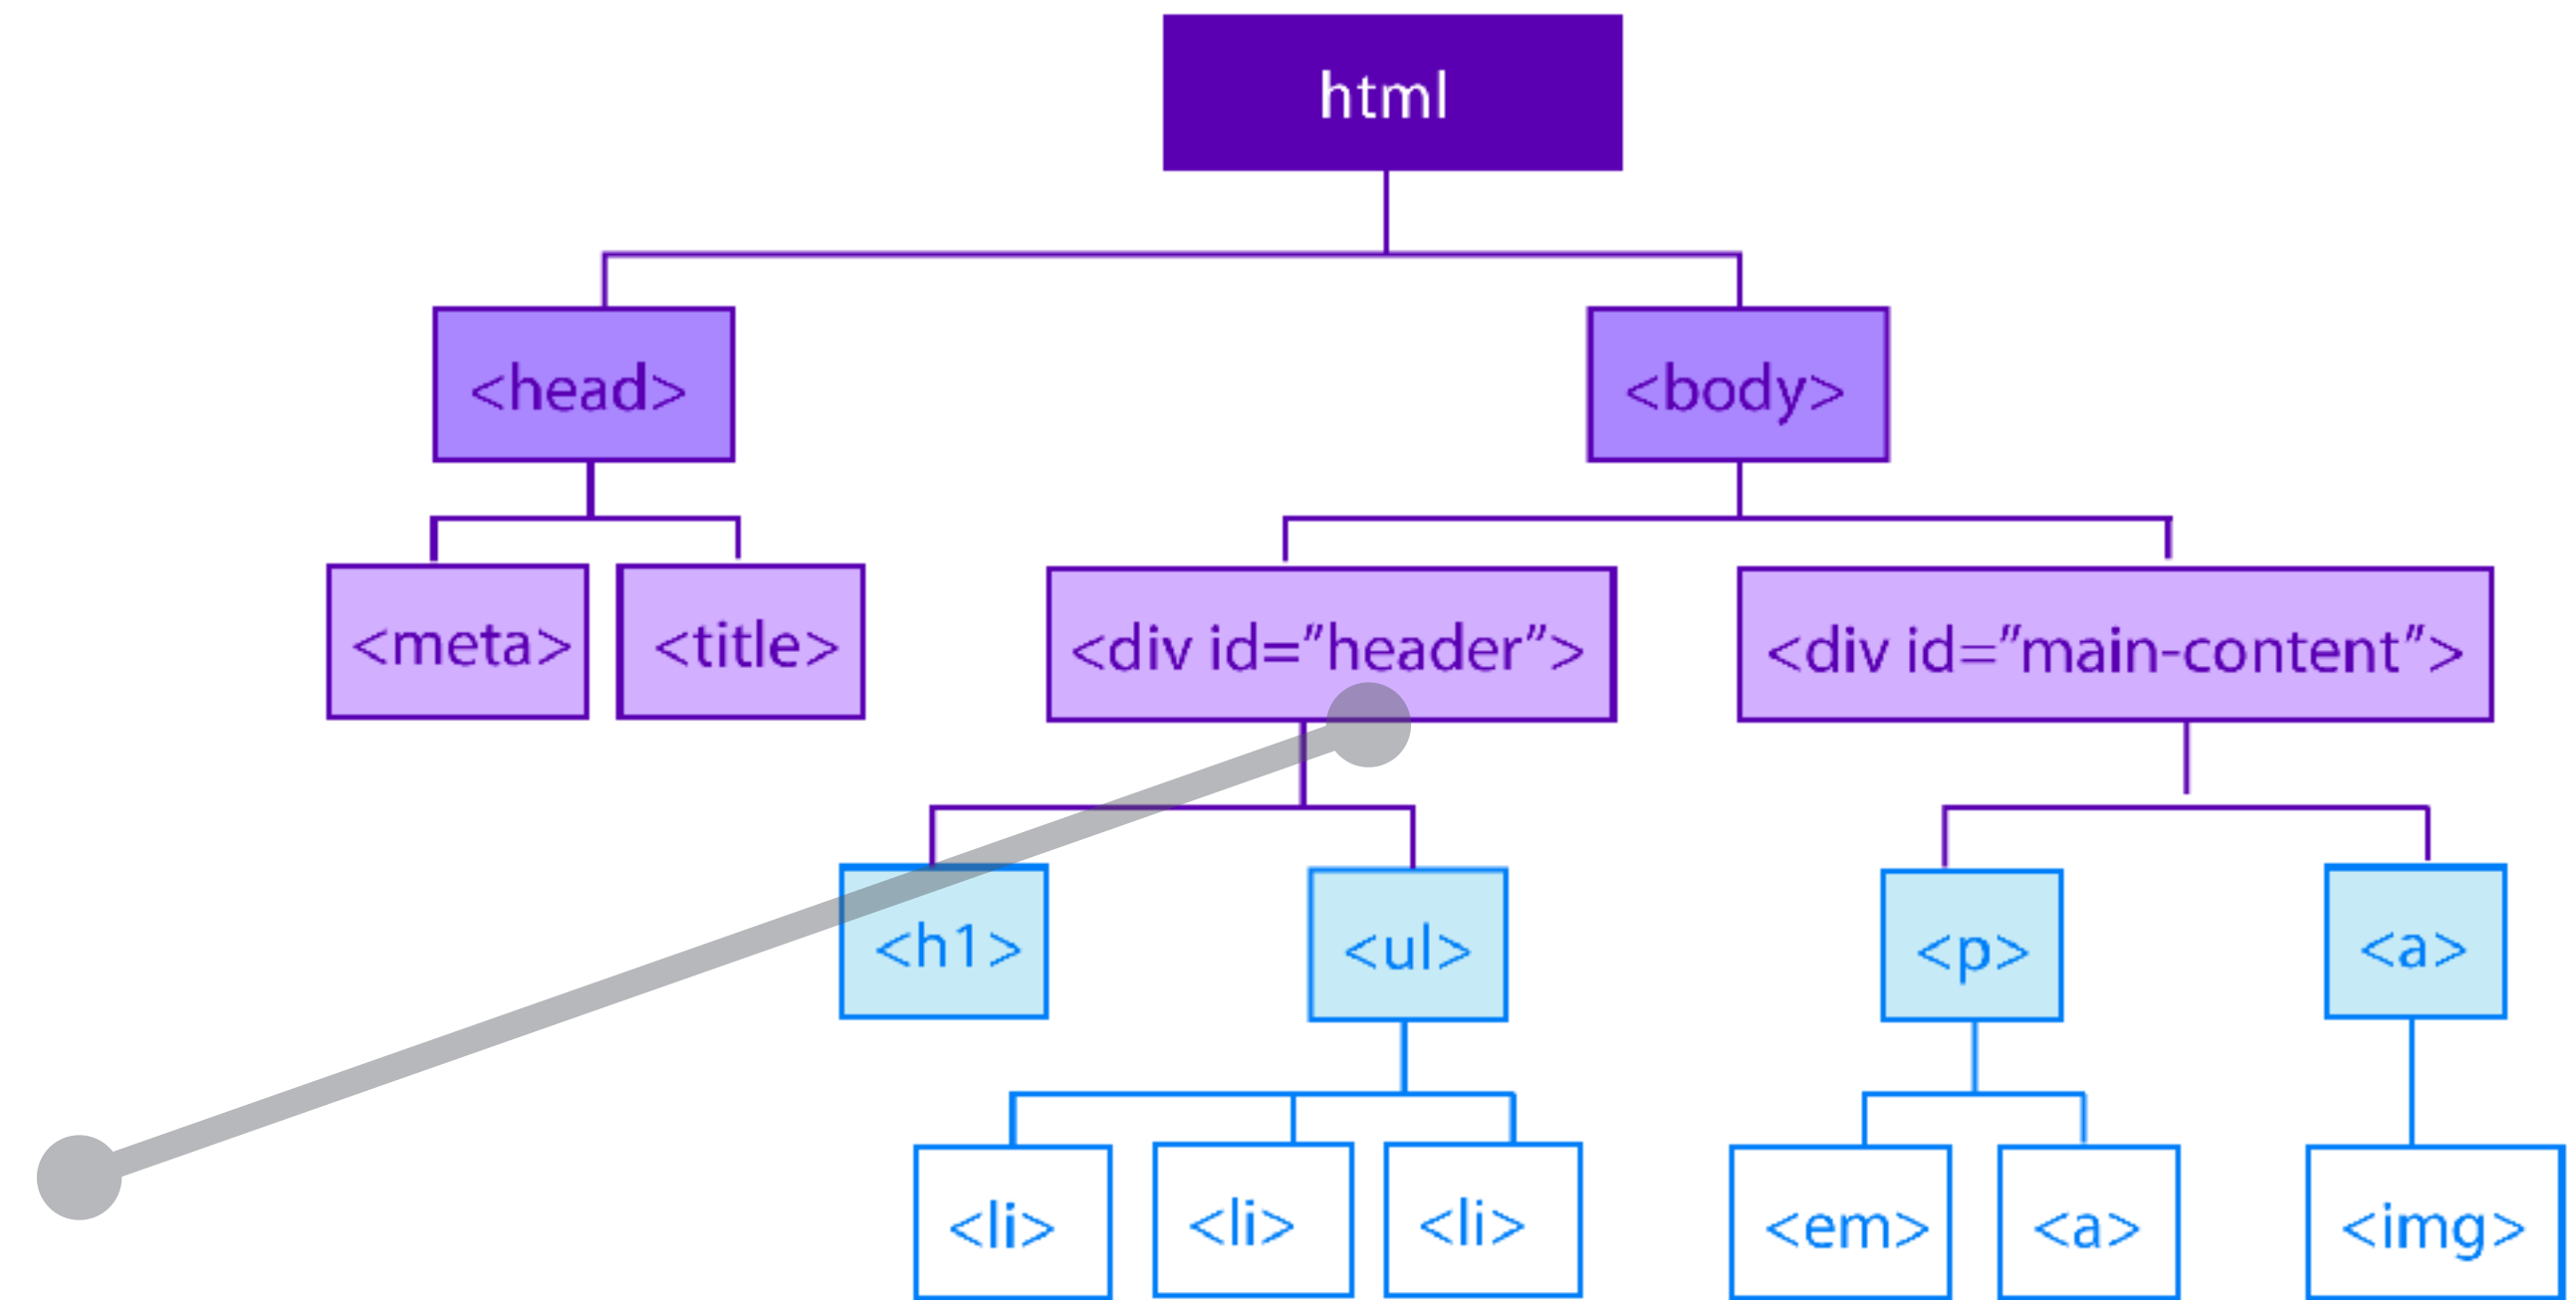 html
<head>
<body>
<meta>
<title>
<div id="header">
<div id="main-content">
<h1>
<ul>
<p>
<a>
<li>
<li>
<li>
<em>
<a>
<img>